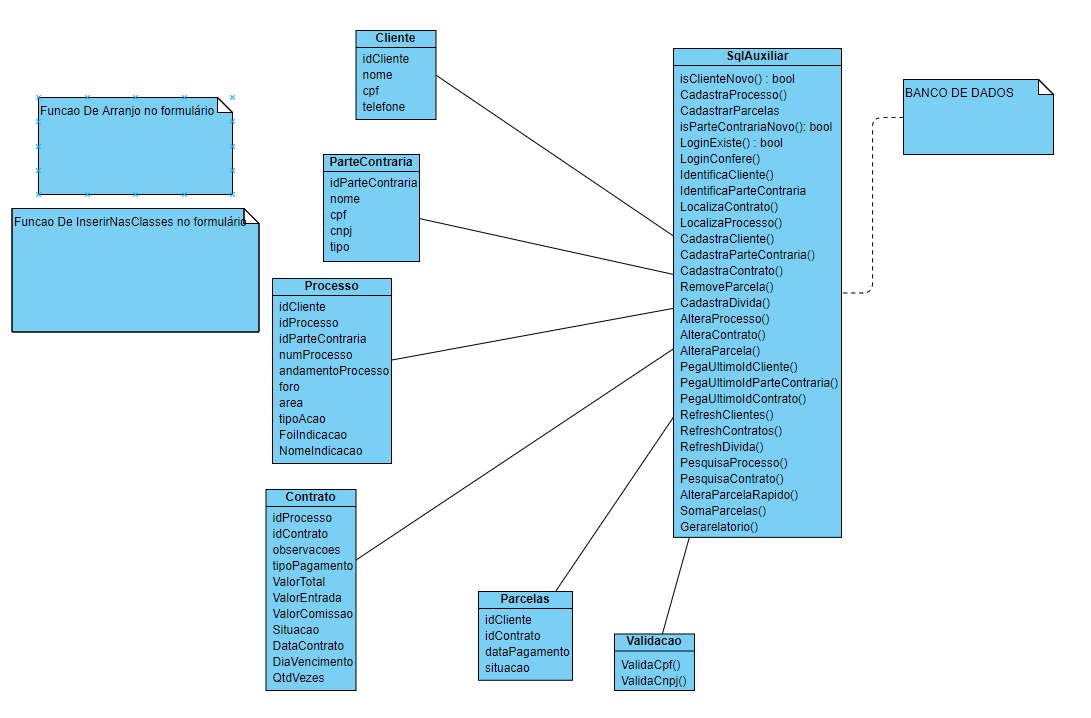 Funcao De Arranjo no formulário
Funcao De InserirNasClasses no formulário
Cliente
idCliente
nome
cpf
telefone
ParteContraria
idParteContraria
nome
cpf
cnpj
tipo
Processo
idCliente
idProcesso
idParteContraria
numProcesso
andamentoProcesso
foro
area
tipoAcao
FoiIndicacao
NomeIndicacao
Contrato
idProcesso
idContrato
observacoes
tipoPagamento
ValorTotal
ValorEntrada
ValorComissao
Situacao
DataContrato
DiaVencimento
QtdVezes
Parcelas
idCliente
idContrato
dataPagamento
situacao
Validacao
ValidaCpf()
ValidaCnpj()
SqlAuxiliar
isClienteNovo() : bool
CadastraProcesso()
CadastrarParcelas
isParteContrariaNovo(): bool
LoginExiste() : bool
LoginConfere()
IdentificaCliente()
IdentificaParteContraria
LocalizaContrato()
LocalizaProcesso()
CadastraCliente()
CadastraParteContraria()
CadastraContrato()
RemoveParcela()
CadastraDivida()
AlteraProcesso()
AlteraContrato()
AlteraParcela()
PegaUltimoIdCliente()
PegaUltimoIdParteContraria()
PegaUltimoIdContrato()
RefreshClientes()
RefreshContratos()
RefreshDivida()
PesquisaProcesso()
PesquisaContrato()
AlteraParcelaRapido()
SomaParcelas()
Gerarelatorio()
BANCO DE DADOS